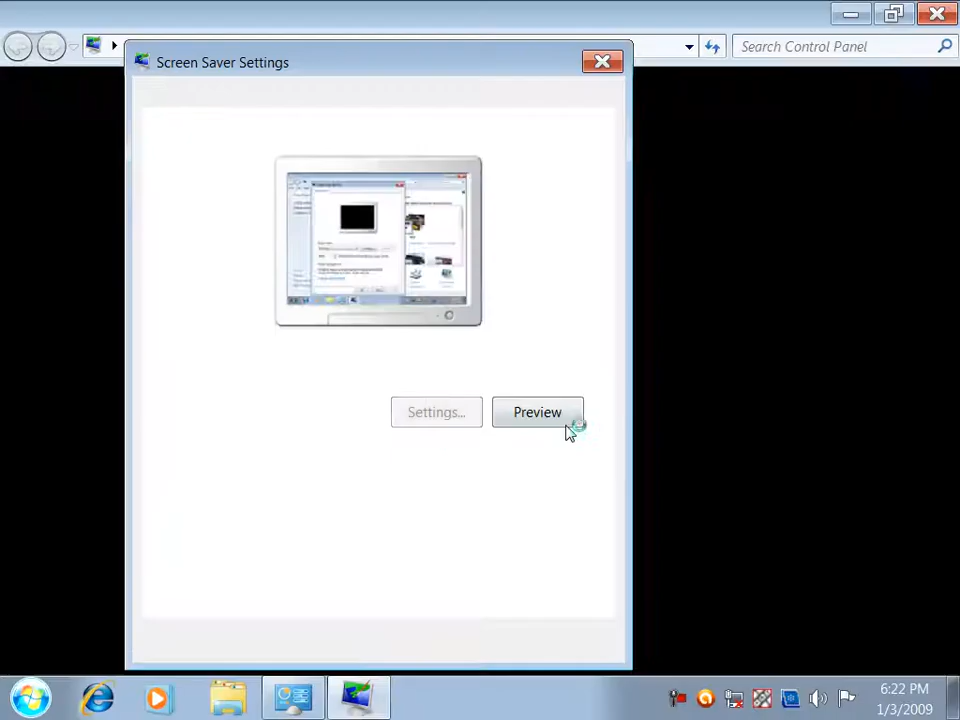 Search Control Panel
Screen Saver Settings
Settings...
Preview
6:22 PM
1/3/2009